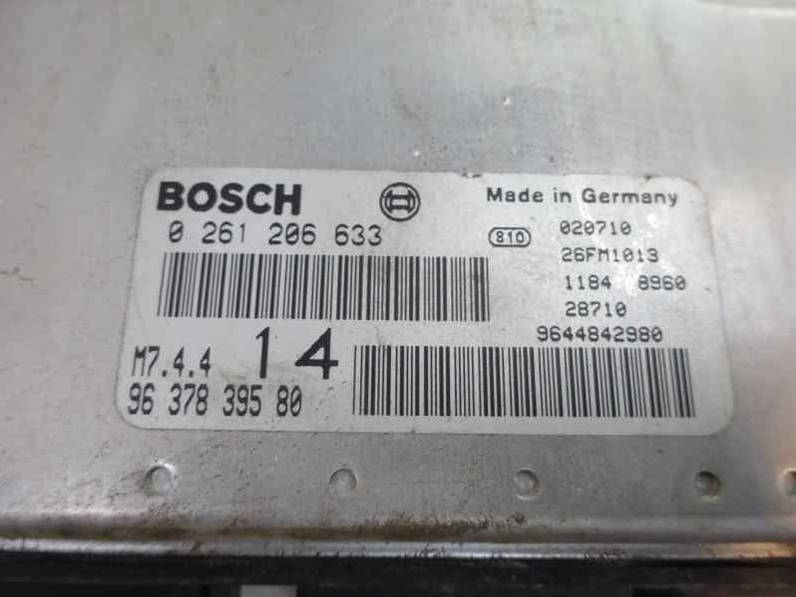 BOSCH
Made in Germany
0 261 206 633
810
020710
26FM1013
1184 8960
28710
9644842980
M7.4.4
14
96 378 395 80